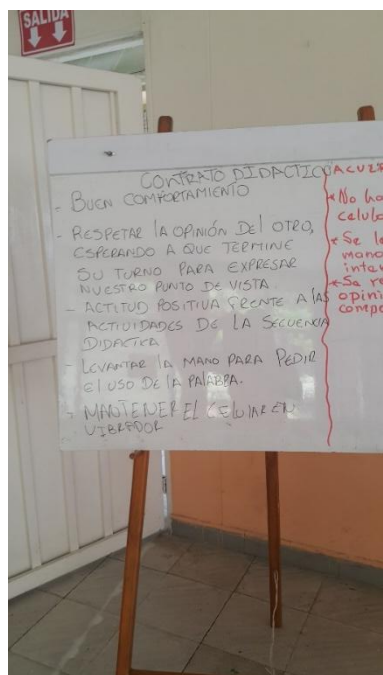 SALIDA
CONTRATO DIDACTICO
- BUEN COMPORTAMIENTO
- RESPETAR LA OPINIÓN DEL OTRO,
ESPERANDO A QUE TERMINE
SU TURNO PARA EXPRESAR
NUESTRO PUNTO DE VISTA.
- ACTITUD POSITIVA FRENTE A LAS
ACTIVIDADES DE LA SECUENCIA
DIDACTICA
- LEVANTAR LA MANO PARA PEDIR
EL USO DE LA PALABRA.
- MANTENER EL CELULAR EN
VIBRADOR
* No
* Se
mano
* Se